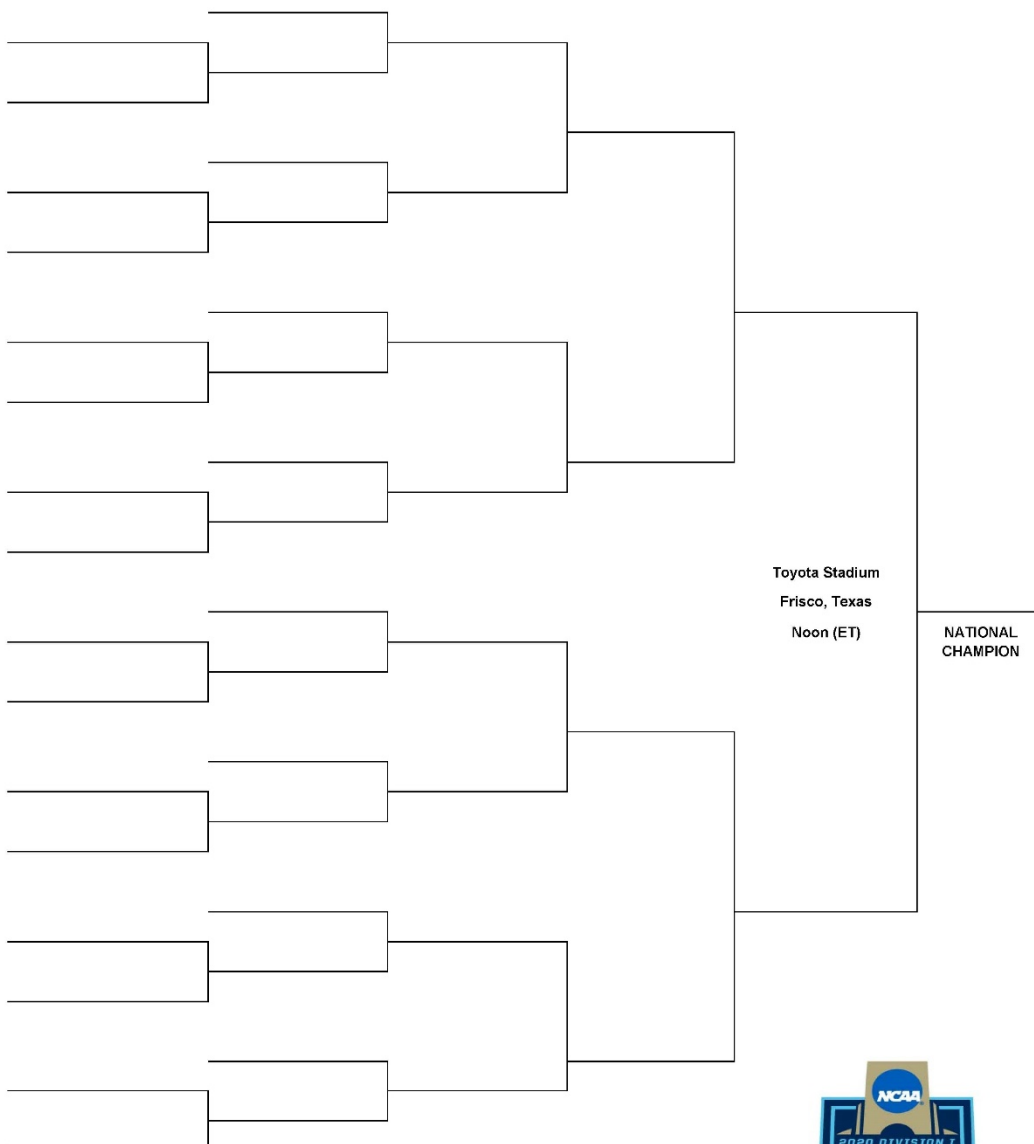 Toyota Stadium
Frisco, Texas
Noon (ET)
NATIONAL
CHAMPION
NCAA
2020 DIVISION I